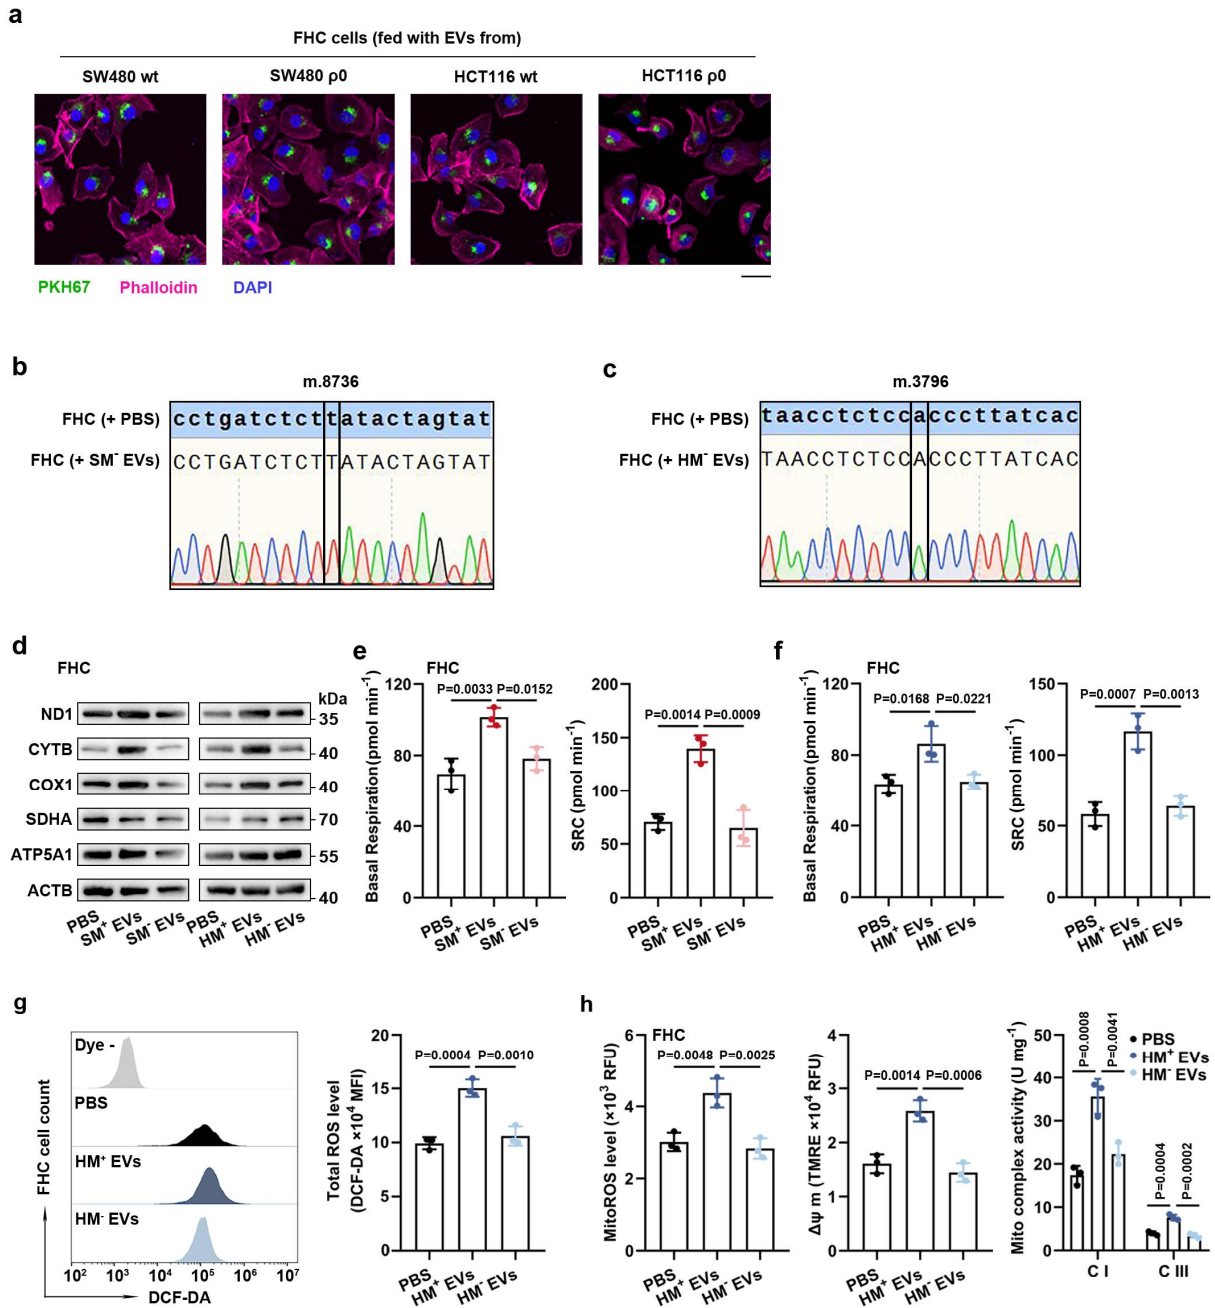 a
FHC cells (fed with EVs from)
SW480 wt SW480 ρ0 HCT116 wt HCT116 ρ0
PKH67 Phalloidin DAPI
b
m.8736
FHC (+ PBS) cctgatctcttatactagtat
FHC (+ SM⁻ EVs) CCTGATCTCTTATACTAGTAT
c
m.3796
FHC (+ PBS) taacctctccacccttatcac
FHC (+ HM⁻ EVs) TAACCTCTCCACCCTTATCAC
d
FHC
kDa
ND1 35
CYTB 40
COX1 40
SDHA 70
ATP5A1 55
ACTB 40
PBS SM⁺ EVs SM⁻ EVs PBS HM⁺ EVs HM⁻ EVs
e
FHC
Basal Respiration (pmol min⁻¹)
120
80
40
0
P=0.0033 P=0.0152
PBS SM⁺ EVs SM⁻ EVs
SRC (pmol min⁻¹)
200
150
100
50
0
P=0.0014 P=0.0009
PBS SM⁺ EVs SM⁻ EVs
f
FHC
Basal Respiration (pmol min⁻¹)
120
80
40
0
P=0.0168 P=0.0221
PBS HM⁺ EVs HM⁻ EVs
SRC (pmol min⁻¹)
150
100
50
0
P=0.0007 P=0.0013
PBS HM⁺ EVs HM⁻ EVs
g
FHC cell count
Dye -
PBS
HM⁺ EVs
HM⁻ EVs
10² 10³ 10⁴ 10⁵ 10⁶ 10⁷
DCF-DA
Total ROS level
(DCF-DA ×10⁴ MFI)
20
15
10
5
0
P=0.0004 P=0.0010
PBS HM⁺ EVs HM⁻ EVs
h
FHC
MitoROS level (×10³ RFU)
6
4
2
0
P=0.0048 P=0.0025
PBS HM⁺ EVs HM⁻ EVs
Δψ m (TMRE ×10⁴ RFU)
4
3
2
1
0
P=0.0014 P=0.0006
PBS HM⁺ EVs HM⁻ EVs
Mito complex activity (U mg⁻¹)
50
40
30
20
10
0
P=0.0008 P=0.0041
P=0.0004 P=0.0002
PBS
HM⁺ EVs
HM⁻ EVs
C I C III